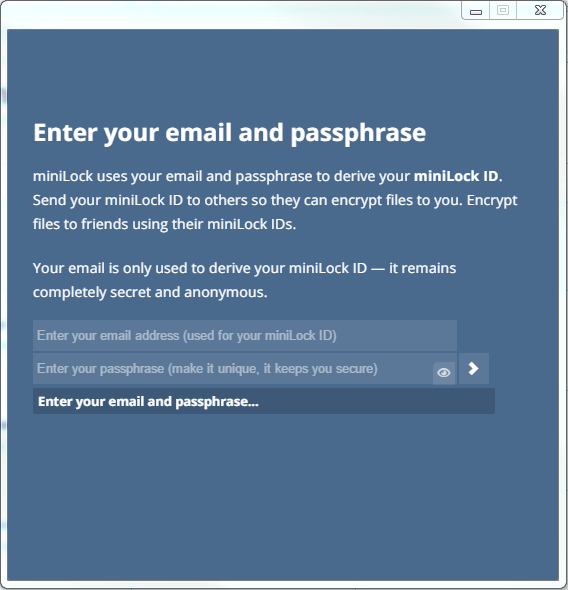 Enter your email and passphrase
miniLock uses your email and passphrase to derive your miniLock ID.
Send your miniLock ID to others so they can encrypt files to you. Encrypt
files to friends using their miniLock IDs.
Your email is only used to derive your miniLock ID — it remains
completely secret and anonymous.
Enter your email address (used for your miniLock ID)
Enter your passphrase (make it unique, it keeps you secure)
Enter your email and passphrase...